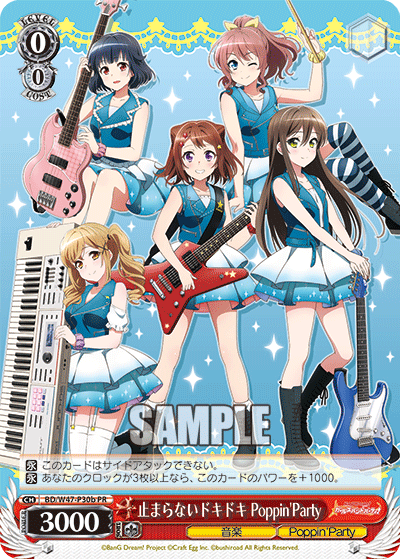 LEVEL
0
0
COST
SAMPLE
永 このカードはサイドアタックできない。
永 あなたのクロックが3枚以上なら、このカードのパワーを+1000。
CH BD/W47-P30b PR
止まらないドキドキ Poppin'Party
3000
音楽
Poppin'Party
©BanG Dream! Project ©Craft Egg Inc. ©bushiroad All Rights Reserved.